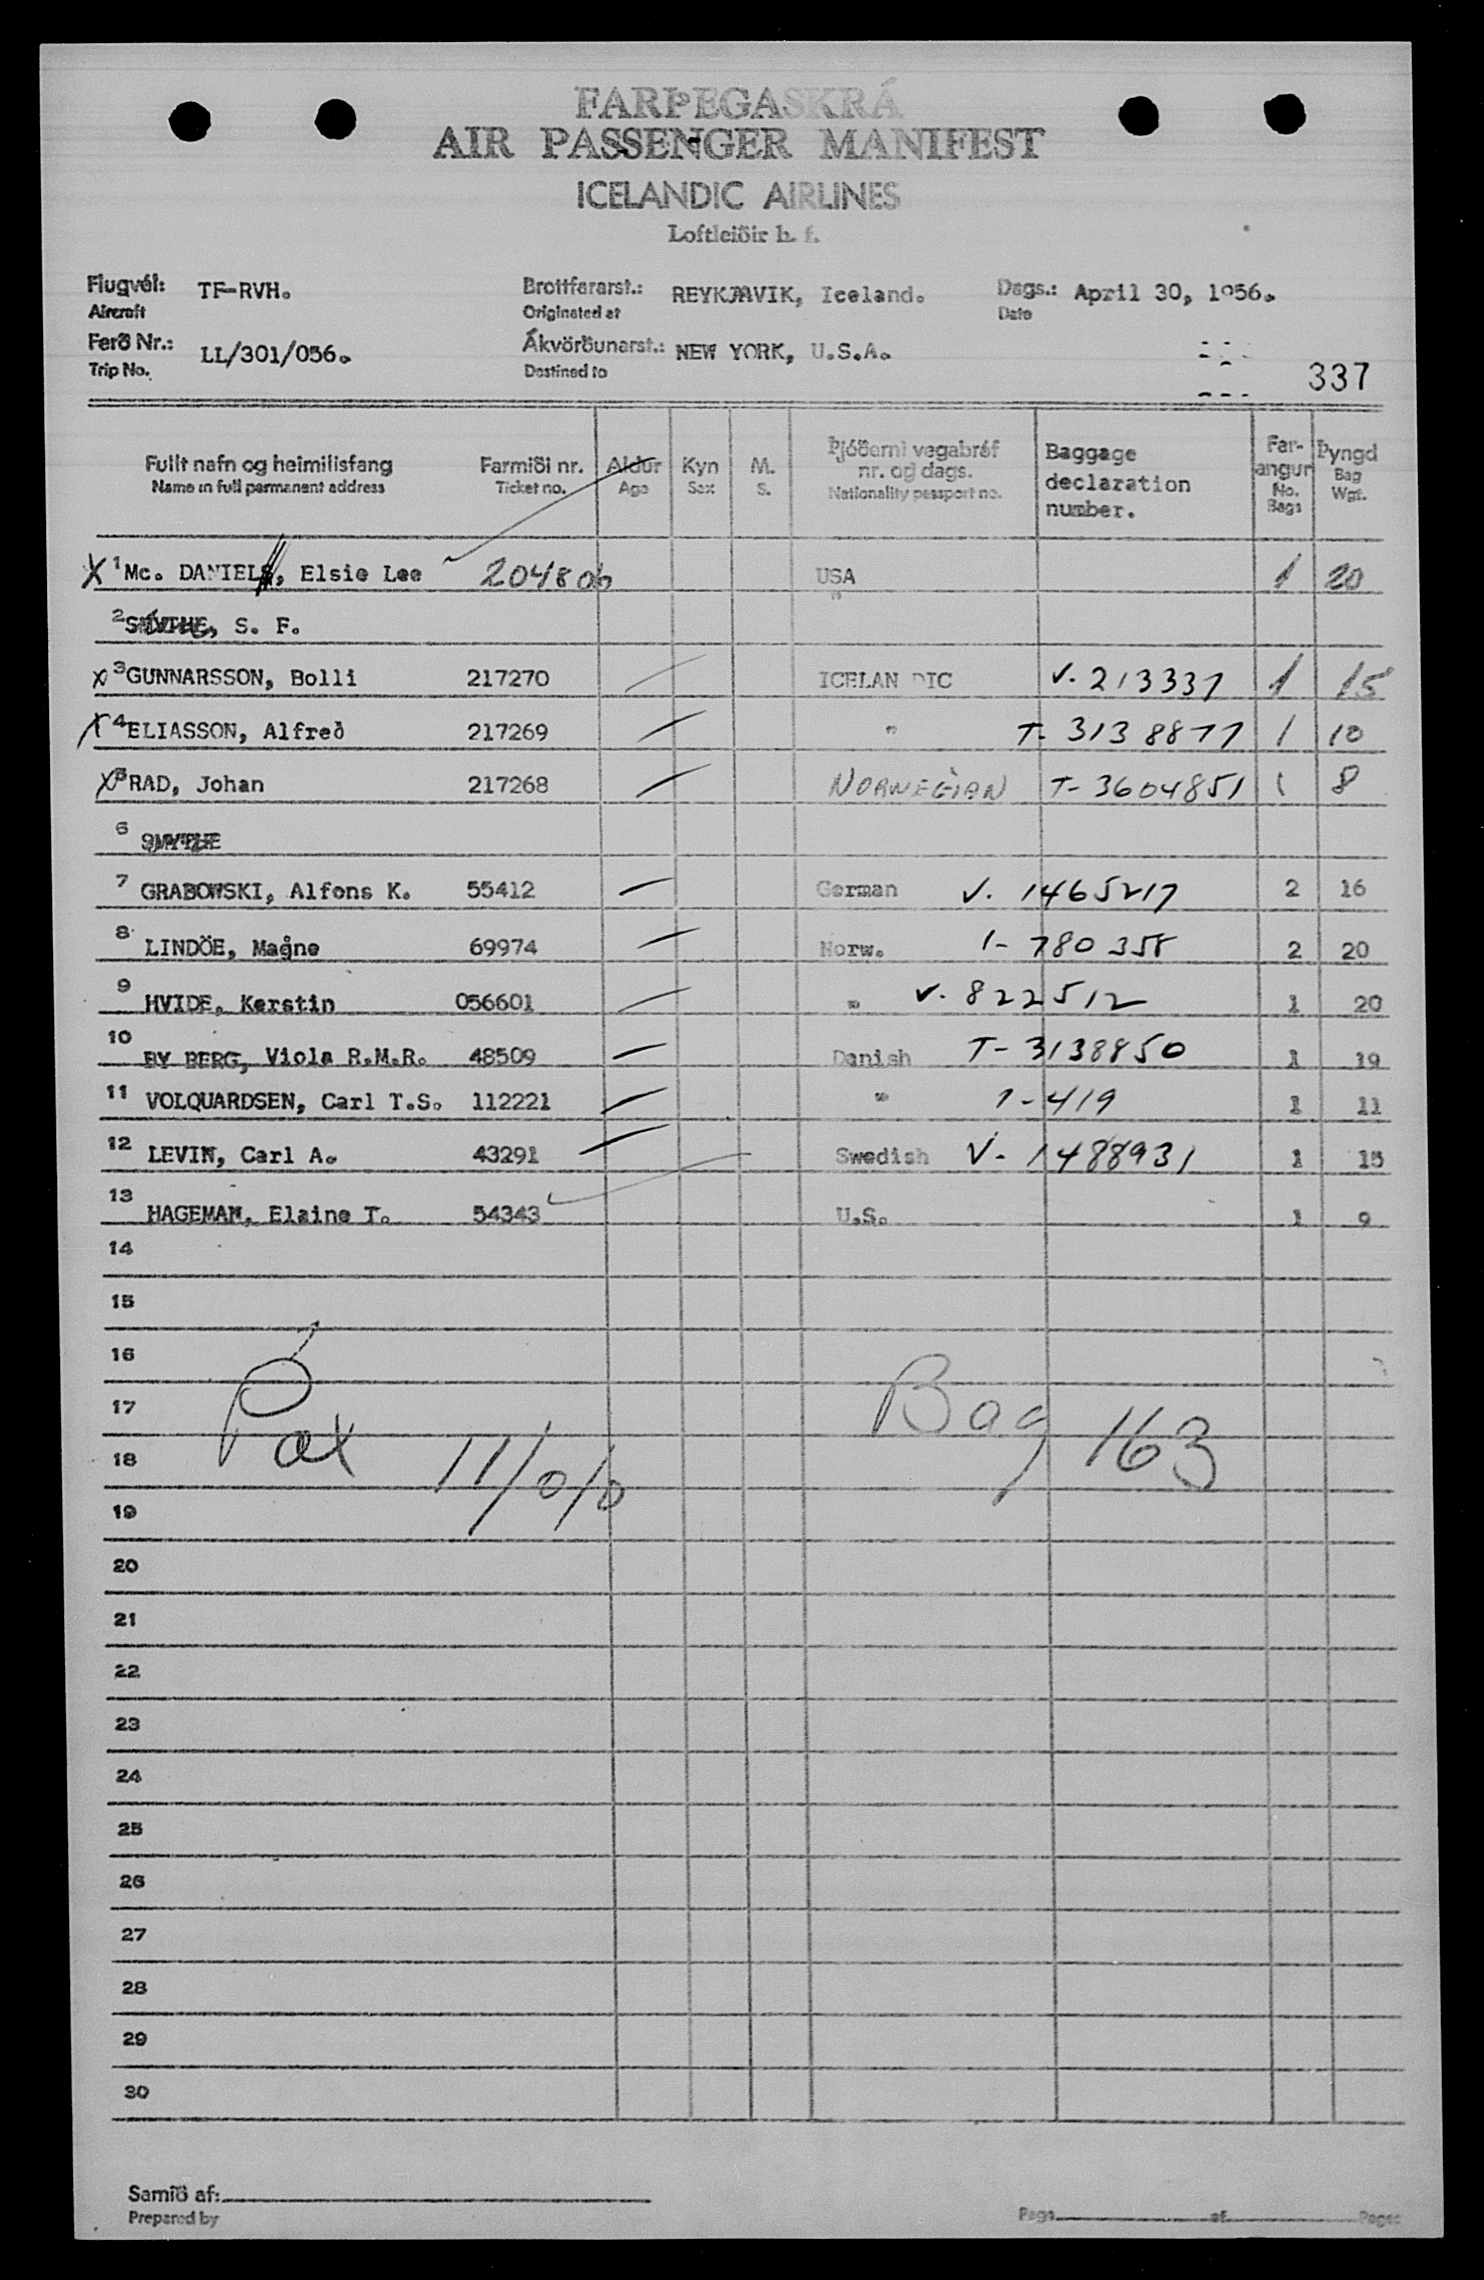 FARÞEGASKRÁ
AIR PASSENGER MANIFEST
ICELANDIC AIRLINES
Loftleiðir h. f.
Flugvél: TF-RVH. Brottfararst.: REYKJAVIK, Iceland. Dags.: April 30, 1956.
Aircraft Originated at Date
Ferð Nr.: LL/301/056. Ákvörðunarst.: NEW YORK, U.S.A.
Trip No. Destined to
337
Fullt nafn og heimilisfang Farmiði nr. Aldur Kyn M. Þjóðerni vegabréf nr. og dags. Baggage declaration number. Far-angur Þyngd
Name in full permanent address Ticket no. Age Sex S. Nationality passport no. No. Bags Bag Wgt.
X 1 Mc. DANIELS, Elsie Lee 204806 USA 1 20
2 SMYTHE, S. F. "
X 3 GUNNARSSON, Bolli 217270 ICELANDIC V. 213337 1 15
X 4 ELIASSON, Alfreð 217269 " T- 3138877 1 10
X 5 RAD, Johan 217268 NORWEGIAN T- 3604851 1 8
6 SMYTHE
7 GRABOWSKI, Alfons K. 55412 German V. 1465217 2 16
8 LINDÖE, Magne 69974 Norw. 1- 780358 2 20
9 HVIDE, Kerstin 056601 " V. 822512 1 20
10 BY BERG, Viola R.M.R. 48509 Danish T- 3138850 1 19
11 VOLQUARDSEN, Carl T.S. 112221 " 1-419 1 11
12 LEVIN, Carl A. 43291 Swedish V- 1488931 1 15
13 HAGEMAN, Elaine T. 54343 U.S. 1 9
14
15
16
17
Pax 11/0/0 Bag 163
18
19
20
21
22
23
24
25
26
27
28
29
30
Samið af:
Prepared by Page of Pages